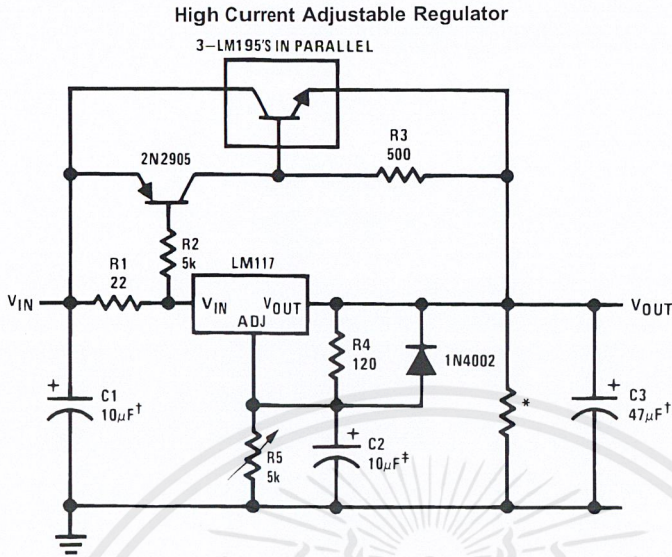 High Current Adjustable Regulator
3–LM195'S IN PARALLEL
2N2905
R3
500
R2
5k
LM117
R1
22
VIN
VIN
VOUT
VOUT
ADJ
R4
120
1N4002
+
C1
10µF†
R5
5k
+
C2
10µF‡
*
+
C3
47µF†